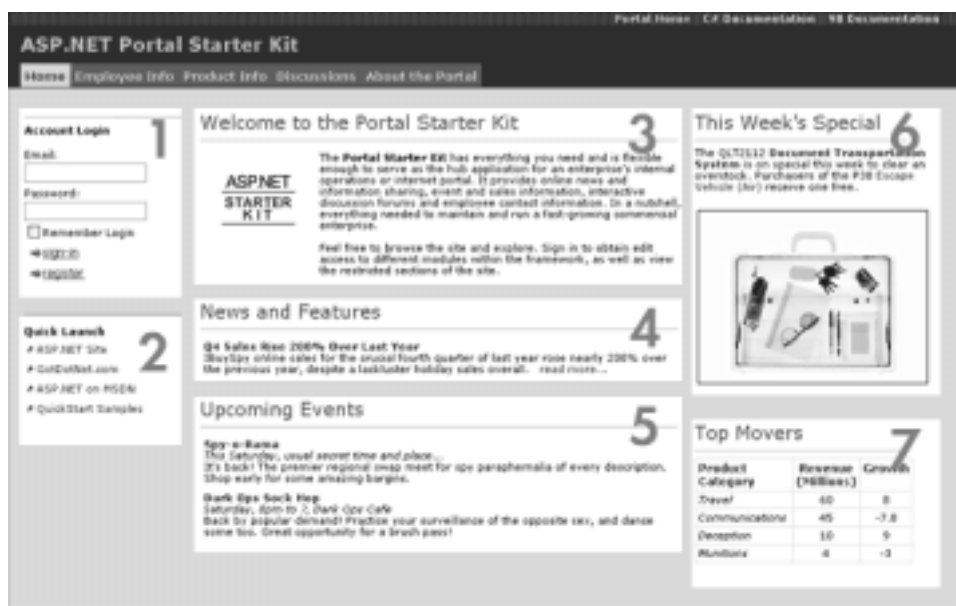 Portal Home C# Documentation VB Documentation
ASP.NET Portal Starter Kit
Home Employee Info Product Info Discussions About the Portal
Account Login
1
Email:
Password:
Remember Login
sign-in
register
Quick Launch
2
ASP.NET Site
GotDotNet.com
ASP.NET on MSDN
QuickStart Samples
Welcome to the Portal Starter Kit
3
ASP.NET
STARTER
KIT
The Portal Starter Kit has everything you need and is flexible
enough to serve as the hub application for an enterprise's internal
operations or internet portal. It provides online news and
information sharing, event and sales information, interactive
discussion forums and employee contact information. In a nutshell,
everything needed to maintain and run a fast-growing commercial
enterprise.
Feel free to browse the site and explore. Sign in to obtain edit
access to different modules within the framework, as well as view
the restricted sections of the site.
News and Features
4
Q4 Sales Rise 200% Over Last Year
IBuySpy online sales for the crucial fourth quarter of last year rose nearly 200% over
the previous year, despite a lackluster holiday sales overall. read more...
Upcoming Events
5
Spy-o-Rama
This Saturday, usual secret time and place...
It's back! The premier regional swap meet for spy paraphernalia of every description.
Shop early for some amazing bargins.
Dark Ops Sock Hop
Saturday, 8pm to ?, Dark Ops Cafe
Back by popular demand! Practice your surveillance of the opposite sex, and dance
some too. Great opportunity for a brush pass!
This Week's Special
6
The QLT2112 Document Transportation
System is on special this week to clear an
overstock. Purchasers of the P38 Escape
Vehicle (Air) receive one free.
Top Movers
7
Product Category Revenue (Millions) Growth
Travel 60 8
Communications 45 -7.8
Deception 10 9
Munitions 4 -3